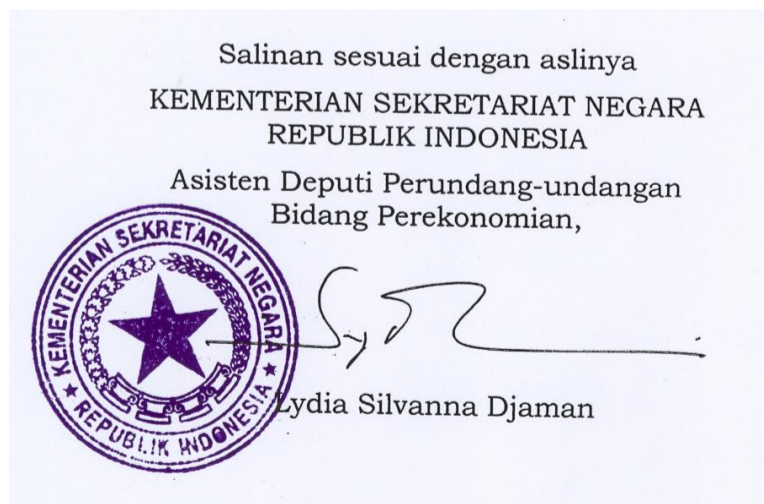 Salinan sesuai dengan aslinya
KEMENTERIAN SEKRETARIAT NEGARA
REPUBLIK INDONESIA
Asisten Deputi Perundang-undangan
Bidang Perekonomian,
KEMENTERIAN SEKRETARIAT NEGARA
★ REPUBLIK INDONESIA ★
Lydia Silvanna Djaman